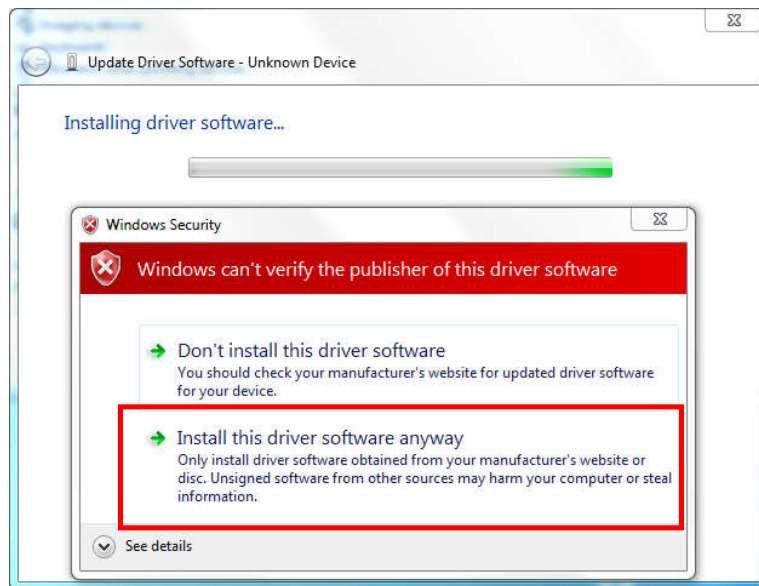 Imaging devices
Update Driver Software - Unknown Device
Installing driver software...
Windows Security
Windows can't verify the publisher of this driver software
Don't install this driver software
You should check your manufacturer's website for updated driver software
for your device.
Install this driver software anyway
Only install driver software obtained from your manufacturer's website or
disc. Unsigned software from other sources may harm your computer or steal
information.
See details